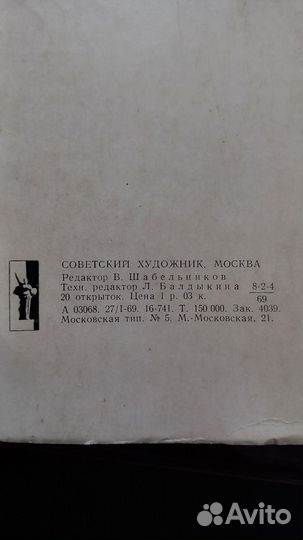 СОВЕТСКИЙ ХУДОЖНИК, МОСКВА
Редактор В. Шабельников
Техн. редактор Л. Балдыкина 8-2-4
20 открыток. Цена 1 р. 03 к. 69
А 03068. 27/I-69. 16-741. Т. 150 000. Зак. 4039.
Московская тип. № 5. М.-Московская, 21.
Avito